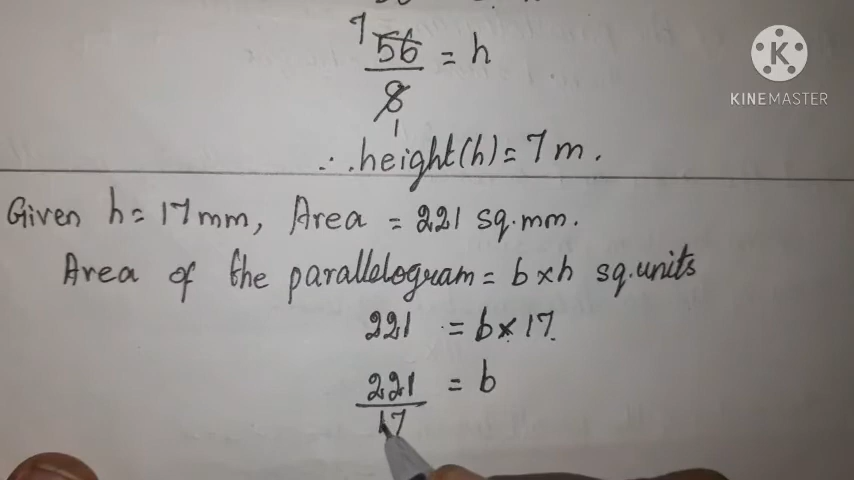 7
56 = h
8
1
∴ height(h) = 7 m.
Given h = 17 mm, Area = 221 sq.mm.
Area of the parallelogram = b×h sq.units
221 = b × 17.
221 = b
17
K
KINEMASTER